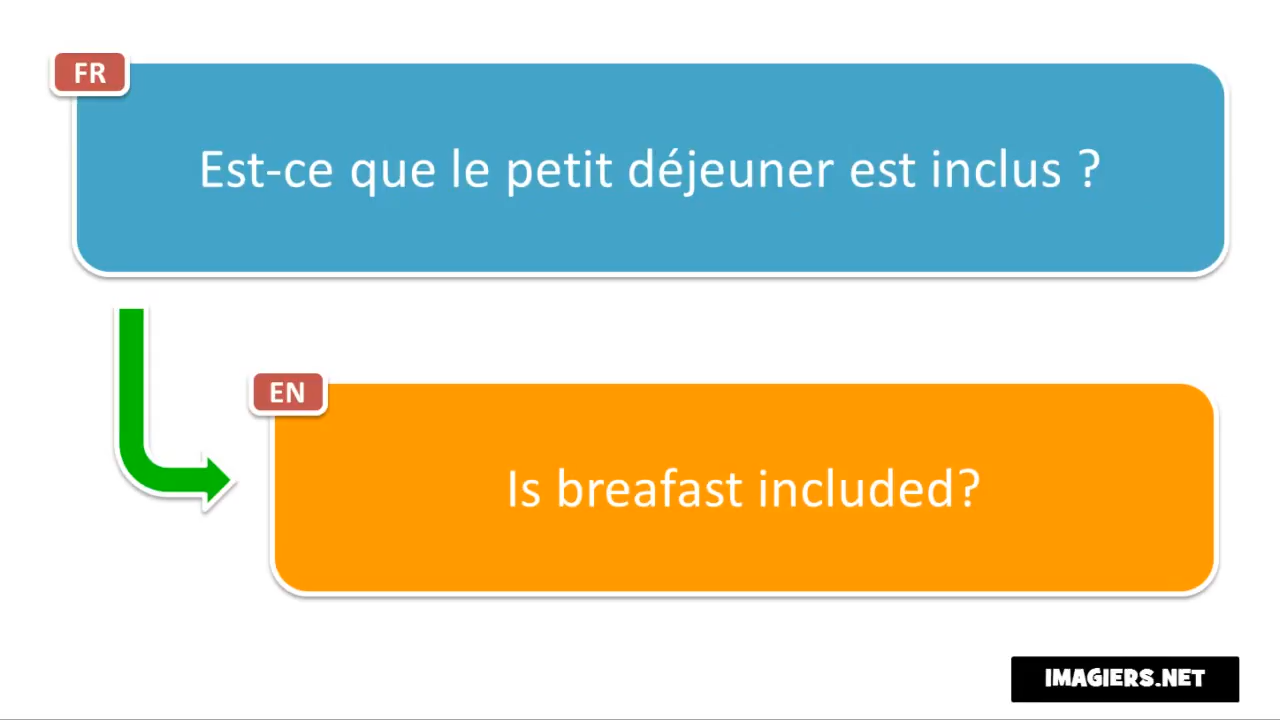 FR
Est-ce que le petit déjeuner est inclus ?
EN
Is breafast included?
IMAGIERS.NET